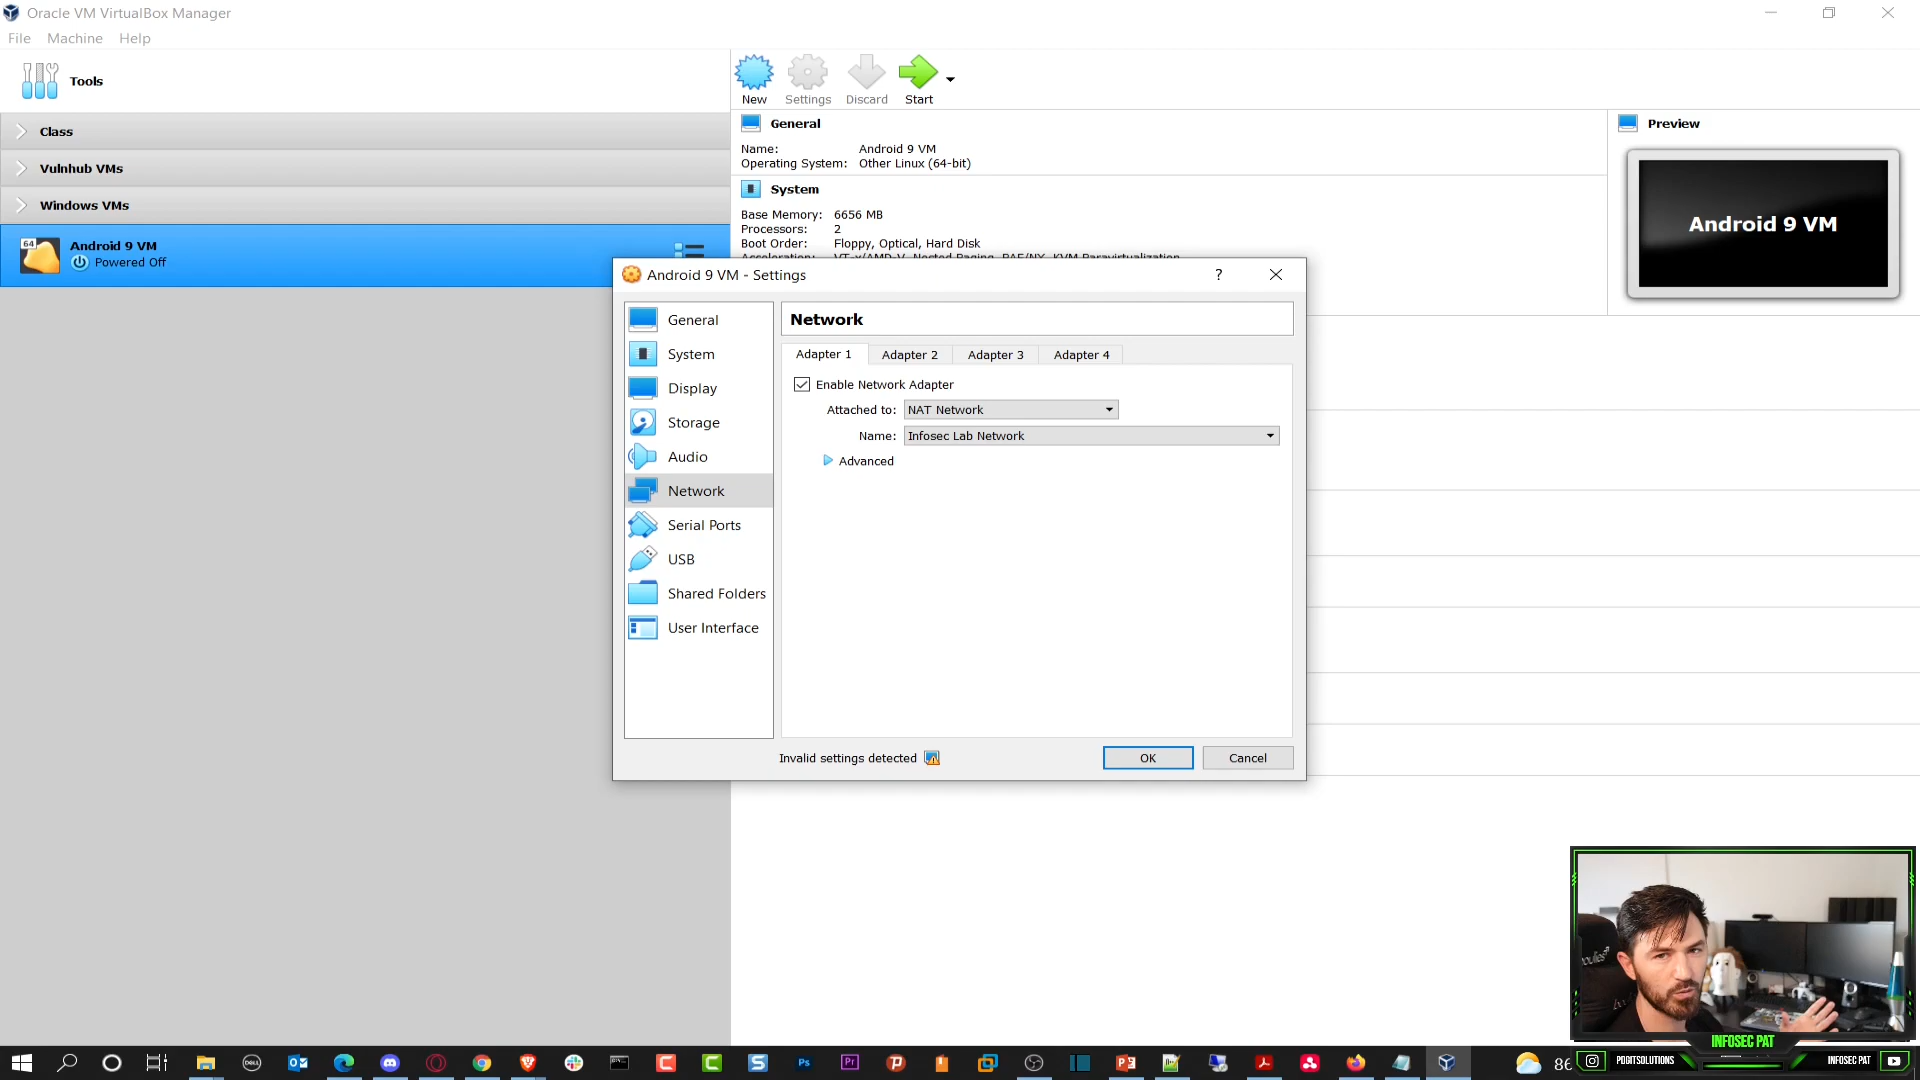 Oracle VM VirtualBox Manager
File Machine Help
Tools
New Settings Discard Start
Class
Vulnhub VMs
Windows VMs
64
Android 9 VM
Powered Off
General
Name: Android 9 VM
Operating System: Other Linux (64-bit)
System
Base Memory: 6656 MB
Processors: 2
Boot Order: Floppy, Optical, Hard Disk
Acceleration: VT-x/AMD-V, Nested Paging, PAE/NX, KVM Paravirtualization
Preview
Android 9 VM
Android 9 VM - Settings
?
General
System
Display
Storage
Audio
Network
Serial Ports
USB
Shared Folders
User Interface
Network
Adapter 1 Adapter 2 Adapter 3 Adapter 4
Enable Network Adapter
Attached to: NAT Network
Name: Infosec Lab Network
Advanced
Invalid settings detected
OK Cancel
INFOSEC PAT
PDDITSOLUTIONS
INFOSEC PAT
DELL
Ps
Pr